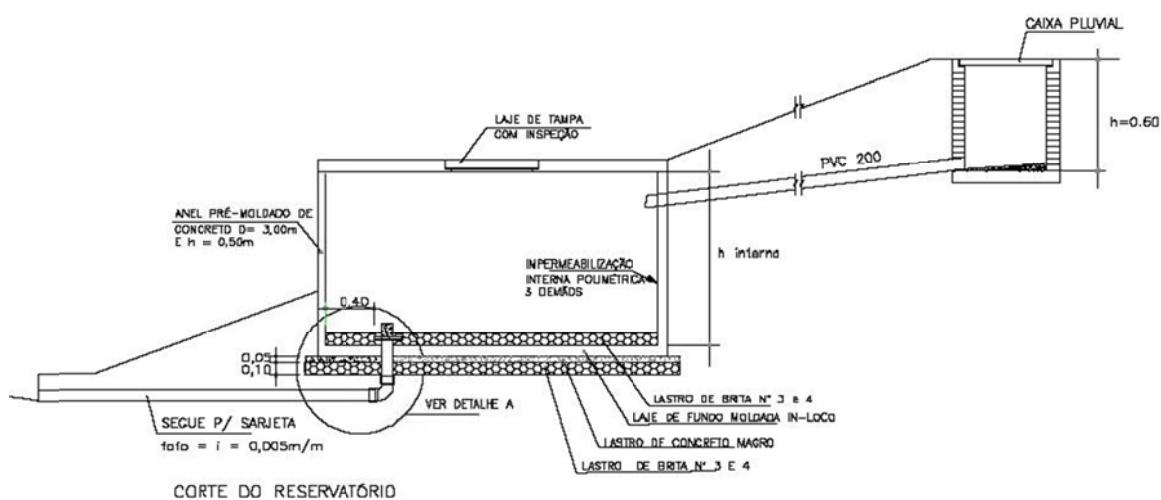 CAIXA PLUVIAL
h=0.60
LAJE DE TAMPA
COM INSPEÇÃO
PVC 200
ANEL PRÉ-MOLDADO DE
CONCRETO D= 3,00m
E h = 0,50m
h interna
IMPERMEABILIZAÇÃO
INTERNA POLIMÉTRICA
3 DEMÃOS
0,40
0,05
0,10
VER DETALHE A
LASTRO DE BRITA N° 3 e 4
LAJE DE FUNDO MOLDADA IN-LOCO
LASTRO DE CONCRETO MAGRO
LASTRO DE BRITA N° 3 E 4
SEGUE P/ SARJETA
fofo = i = 0,005m/m
CORTE DO RESERVATÓRIO